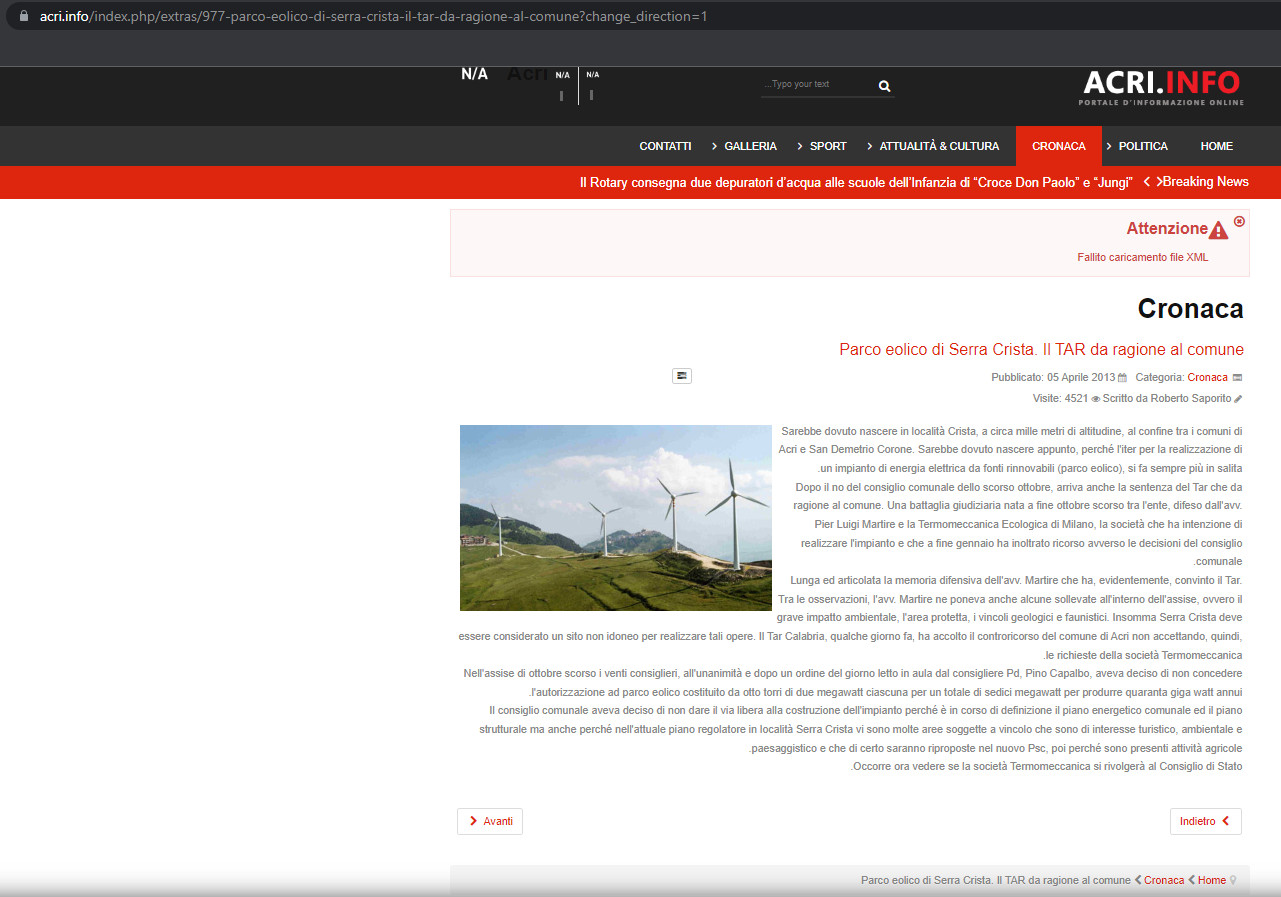 acri.info/index.php/extras/977-parco-eolico-di-serra-crista-il-tar-da-ragione-al-comune?change_direction=1
N/A Acri N/A N/A
...Typo your text
ACRI.INFO
PORTALE D'INFORMAZIONE ONLINE
CONTATTI GALLERIA SPORT ATTUALITÀ & CULTURA CRONACA POLITICA HOME
Il Rotary consegna due depuratori d'acqua alle scuole dell'Infanzia di “Croce Don Paolo” e “Jungi” Breaking News
Attenzione
Fallito caricamento file XML
Cronaca
Parco eolico di Serra Crista. Il TAR da ragione al comune
Pubblicato: 05 Aprile 2013 Categoria: Cronaca
Visite: 4521 Scritto da Roberto Saporito
Sarebbe dovuto nascere in località Crista, a circa mille metri di altitudine, al confine tra i comuni di
Acri e San Demetrio Corone. Sarebbe dovuto nascere appunto, perché l'iter per la realizzazione di
.un impianto di energia elettrica da fonti rinnovabili (parco eolico), si fa sempre più in salita
Dopo il no del consiglio comunale dello scorso ottobre, arriva anche la sentenza del Tar che da
ragione al comune. Una battaglia giudiziaria nata a fine ottobre scorso tra l'ente, difeso dall'avv.
Pier Luigi Martire e la Termomeccanica Ecologica di Milano, la società che ha intenzione di
realizzare l'impianto e che a fine gennaio ha inoltrato ricorso avverso le decisioni del consiglio
.comunale
Lunga ed articolata la memoria difensiva dell'avv. Martire che ha, evidentemente, convinto il Tar.
Tra le osservazioni, l'avv. Martire ne poneva anche alcune sollevate all'interno dell'assise, ovvero il
grave impatto ambientale, l'area protetta, i vincoli geologici e faunistici. Insomma Serra Crista deve
essere considerato un sito non idoneo per realizzare tali opere. Il Tar Calabria, qualche giorno fa, ha accolto il controricorso del comune di Acri non accettando, quindi,
.le richieste della società Termomeccanica
Nell'assise di ottobre scorso i venti consiglieri, all'unanimità e dopo un ordine del giorno letto in aula dal consigliere Pd, Pino Capalbo, aveva deciso di non concedere
.l'autorizzazione ad parco eolico costituito da otto torri di due megawatt ciascuna per un totale di sedici megawatt per produrre quaranta giga watt annui
Il consiglio comunale aveva deciso di non dare il via libera alla costruzione dell'impianto perché è in corso di definizione il piano energetico comunale ed il piano
strutturale ma anche perché nell'attuale piano regolatore in località Serra Crista vi sono molte aree soggette a vincolo che sono di interesse turistico, ambientale e
.paesaggistico e che di certo saranno riproposte nel nuovo Psc, poi perché sono presenti attività agricole
.Occorre ora vedere se la società Termomeccanica si rivolgerà al Consiglio di Stato
Avanti Indietro
Parco eolico di Serra Crista. Il TAR da ragione al comune Cronaca Home